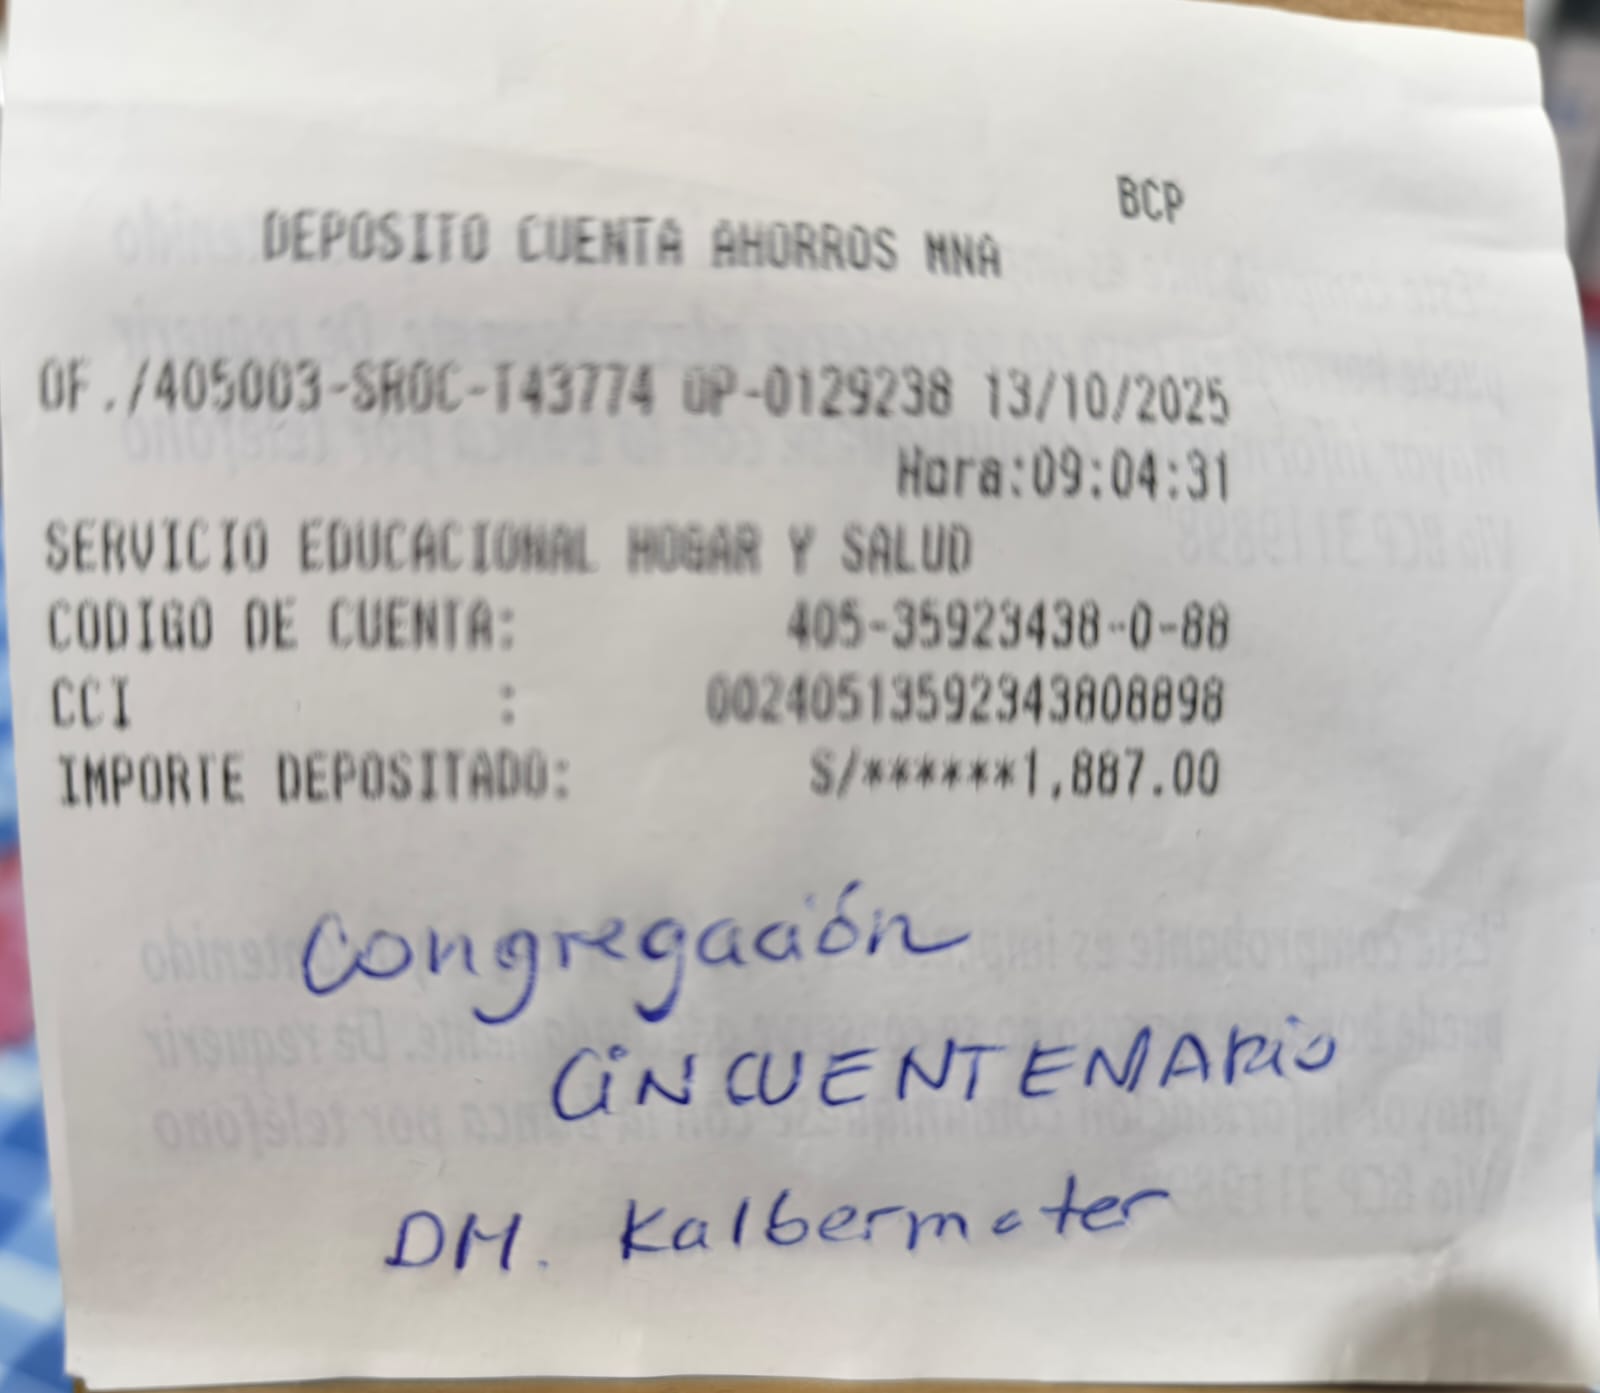 BCP
DEPOSITO CUENTA AHORROS MNA
OF./405003-SROC-T43774 OP-0129238 13/10/2025
Hora:09:04:31
SERVICIO EDUCACIONAL HOGAR Y SALUD
CODIGO DE CUENTA: 405-35923438-0-88
CCI : 00240513592343808898
IMPORTE DEPOSITADO: S/******1,887.00
Congregación
CiNCUENTENARio
DM. Kalbermater